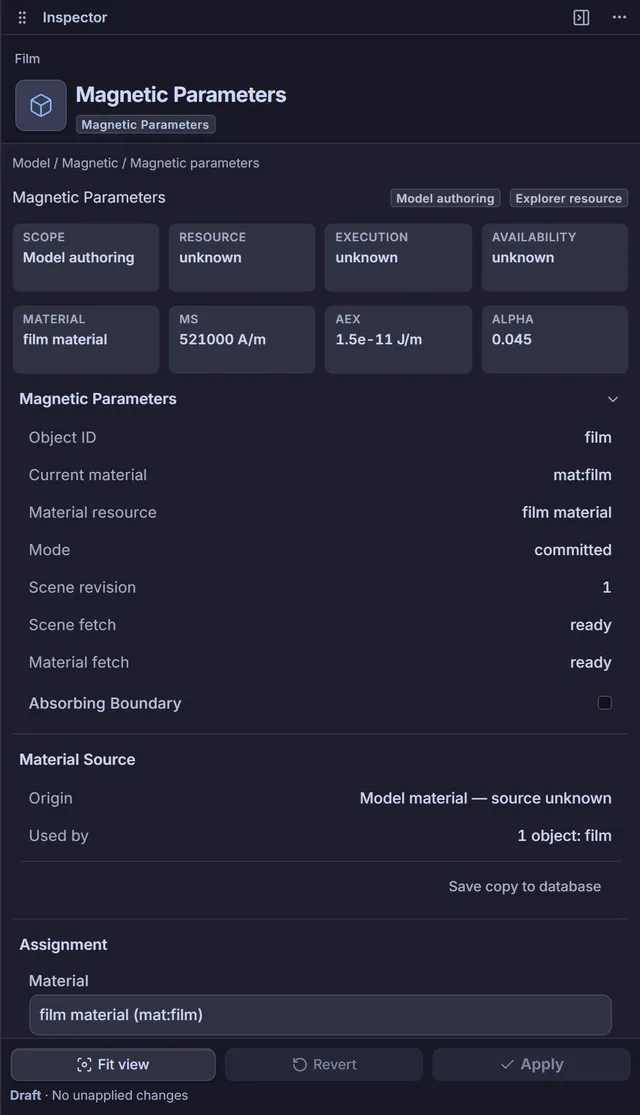 Inspector
Film
Magnetic Parameters
Magnetic Parameters
Model / Magnetic / Magnetic parameters
Magnetic Parameters
Model authoring
Explorer resource
SCOPE
Model authoring
RESOURCE
unknown
EXECUTION
unknown
AVAILABILITY
unknown
MATERIAL
film material
MS
521000 A/m
AEX
1.5e-11 J/m
ALPHA
0.045
Magnetic Parameters
Object ID film
Current material mat:film
Material resource film material
Mode committed
Scene revision 1
Scene fetch ready
Material fetch ready
Absorbing Boundary
Material Source
Origin Model material — source unknown
Used by 1 object: film
Save copy to database
Assignment
Material
film material (mat:film)
Fit view
Revert
Apply
Draft · No unapplied changes